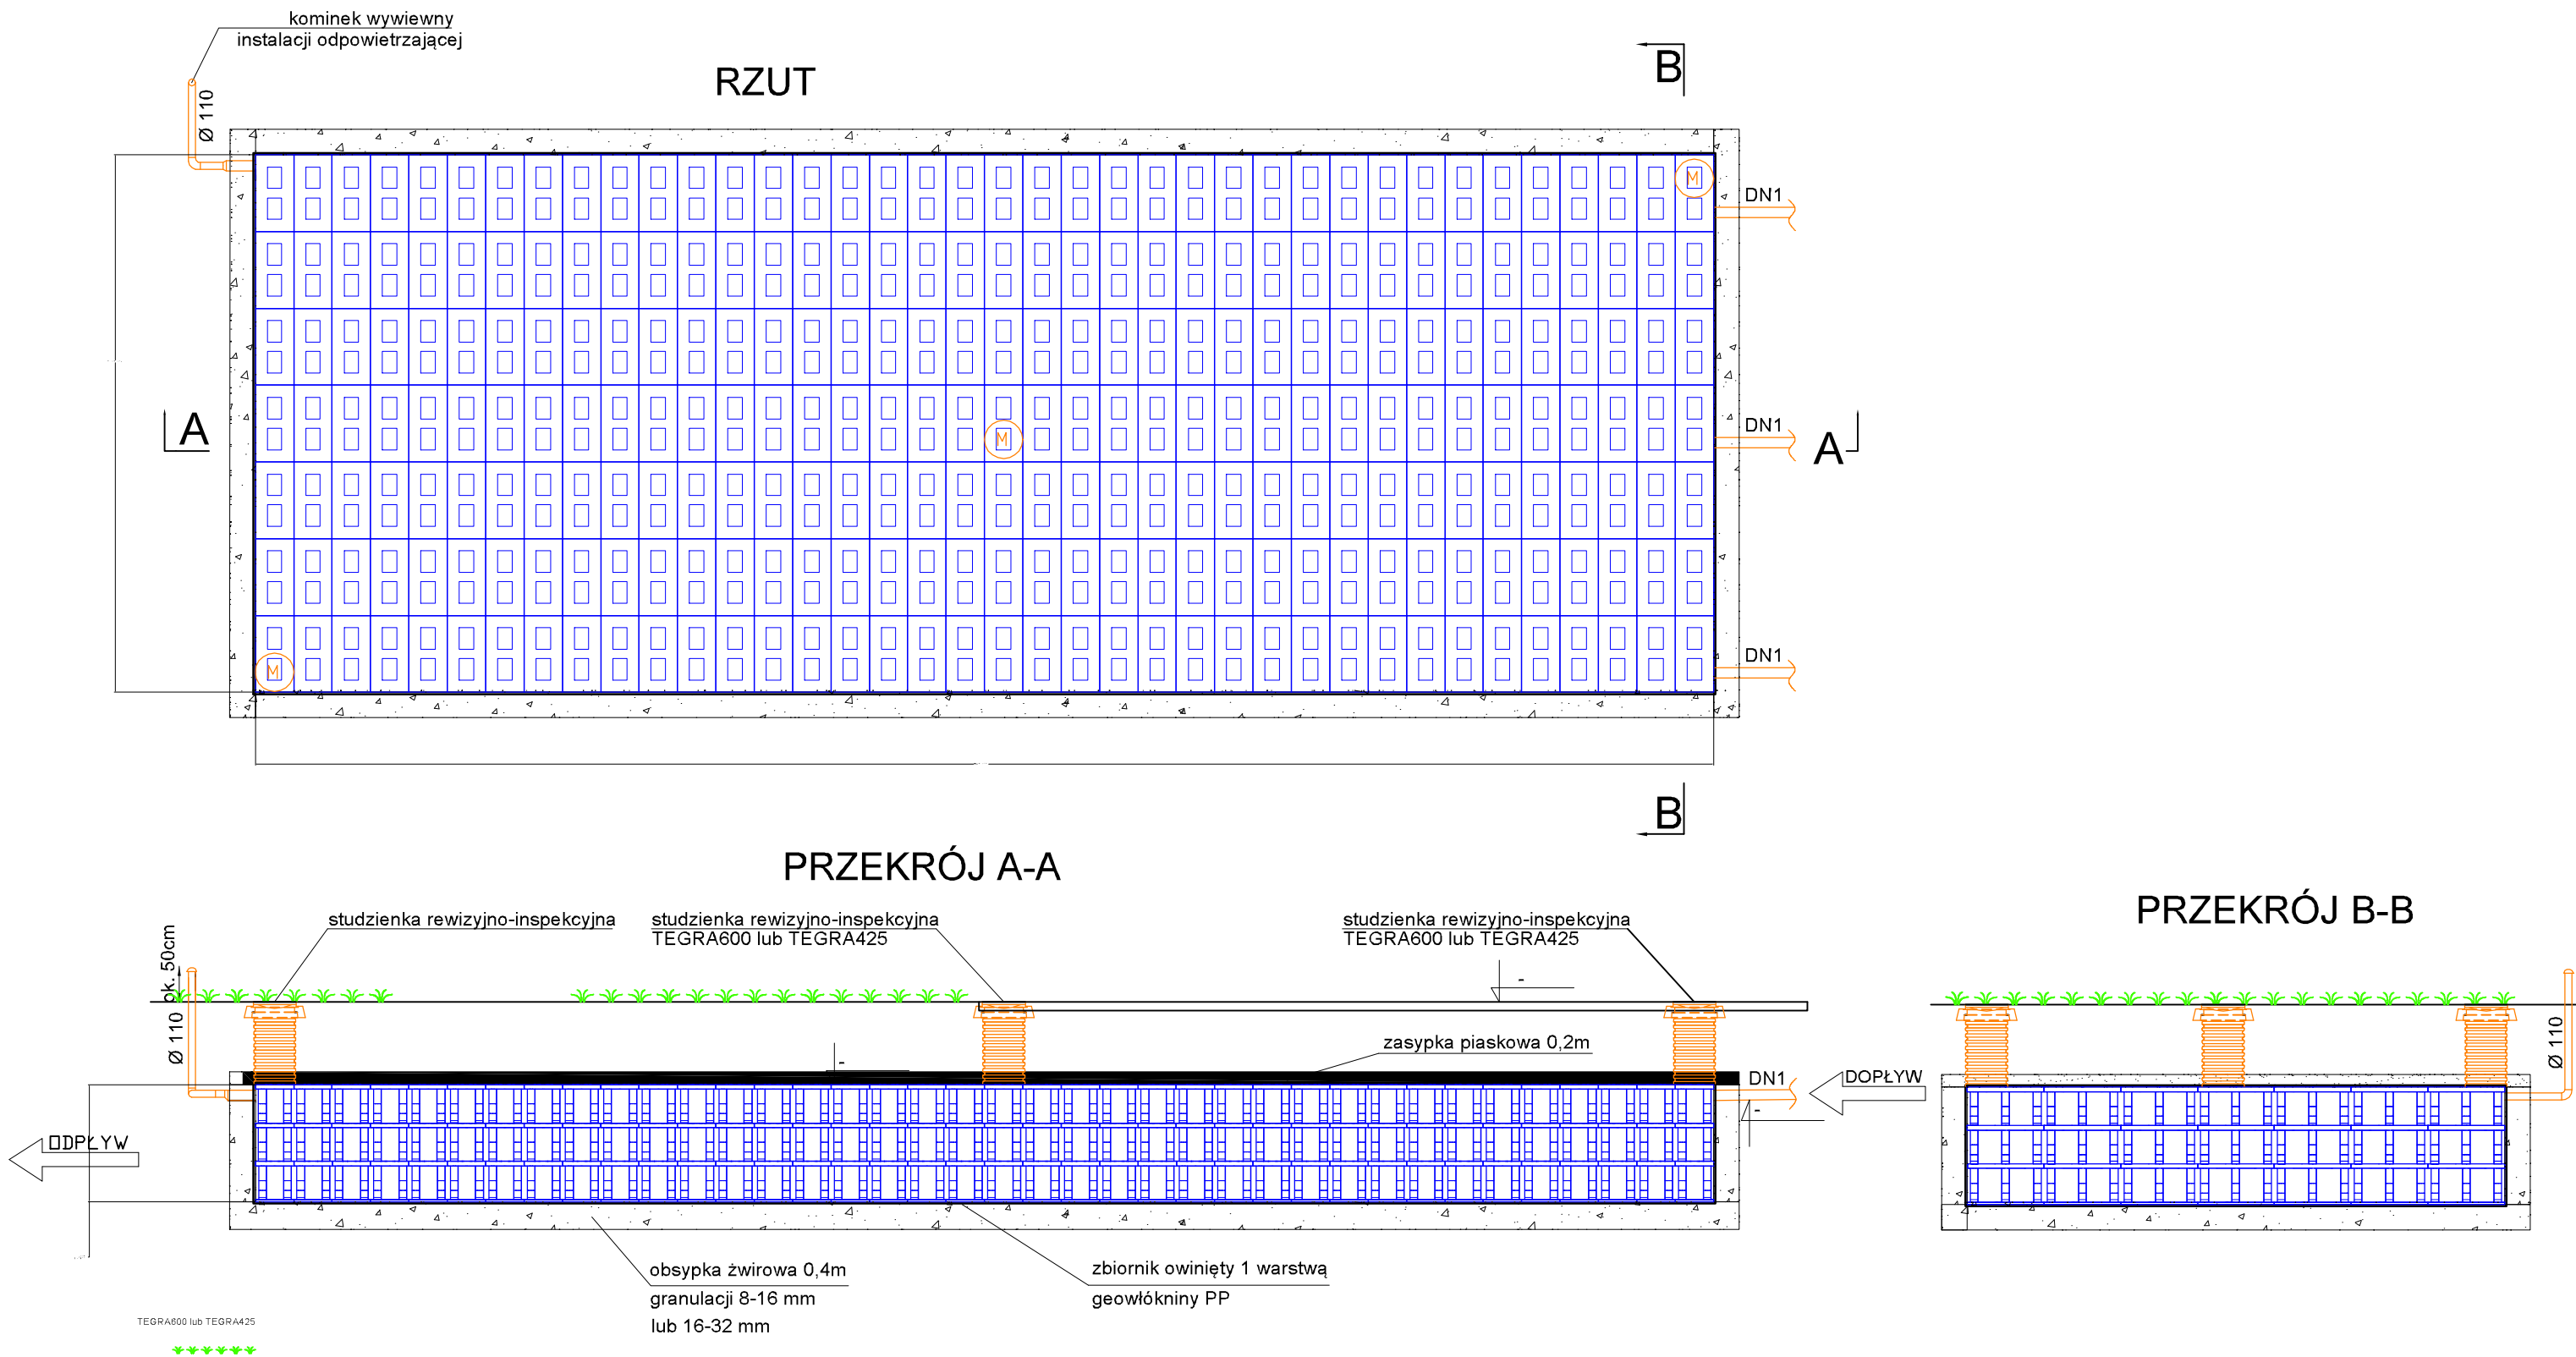 kominek wywiewny
instalacji odpowietrzającej
Ø 110
RZUT
B
M
DN1
A
M
DN1
A
M
DN1
B
PRZEKRÓJ A-A
studzienka rewizyjno-inspekcyjna
studzienka rewizyjno-inspekcyjna
TEGRA600 lub TEGRA425
studzienka rewizyjno-inspekcyjna
TEGRA600 lub TEGRA425
PRZEKRÓJ B-B
ok. 50cm
Ø 110
-
-
zasypka piaskowa 0,2m
DN1
-
DOPŁYW
Ø 110
ODPŁYW
obsypka żwirowa 0,4m
granulacji 8-16 mm
lub 16-32 mm
zbiornik owinięty 1 warstwą
geowłókniny PP
TEGRA600 lub TEGRA425